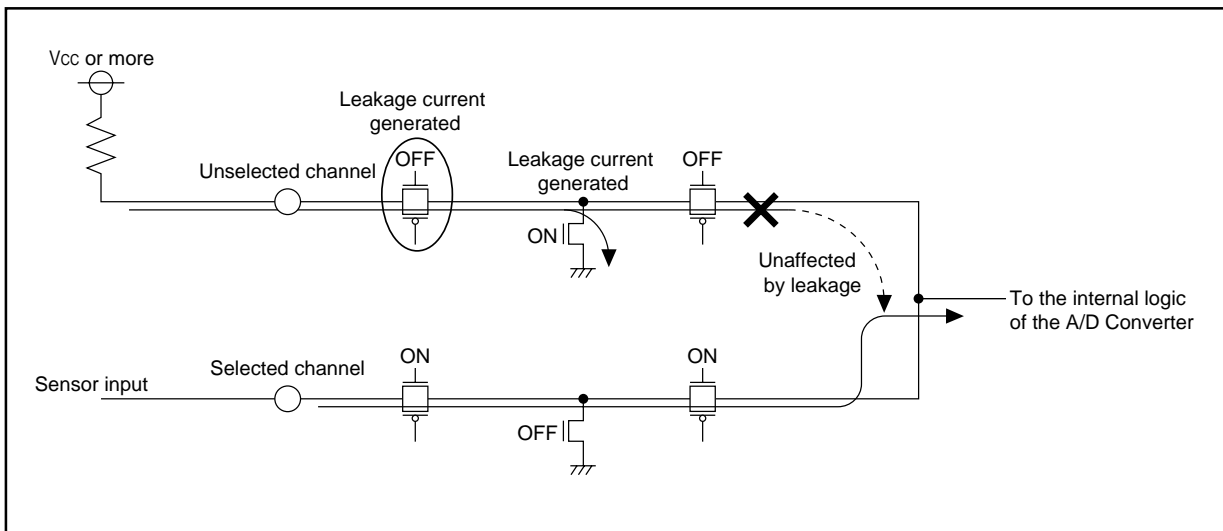 Vcc or more
Leakage current
generated
OFF
Unselected channel
Leakage current
generated
OFF
ON
Unaffected
by leakage
To the internal logic
of the A/D Converter
Sensor input
Selected channel
ON
ON
OFF